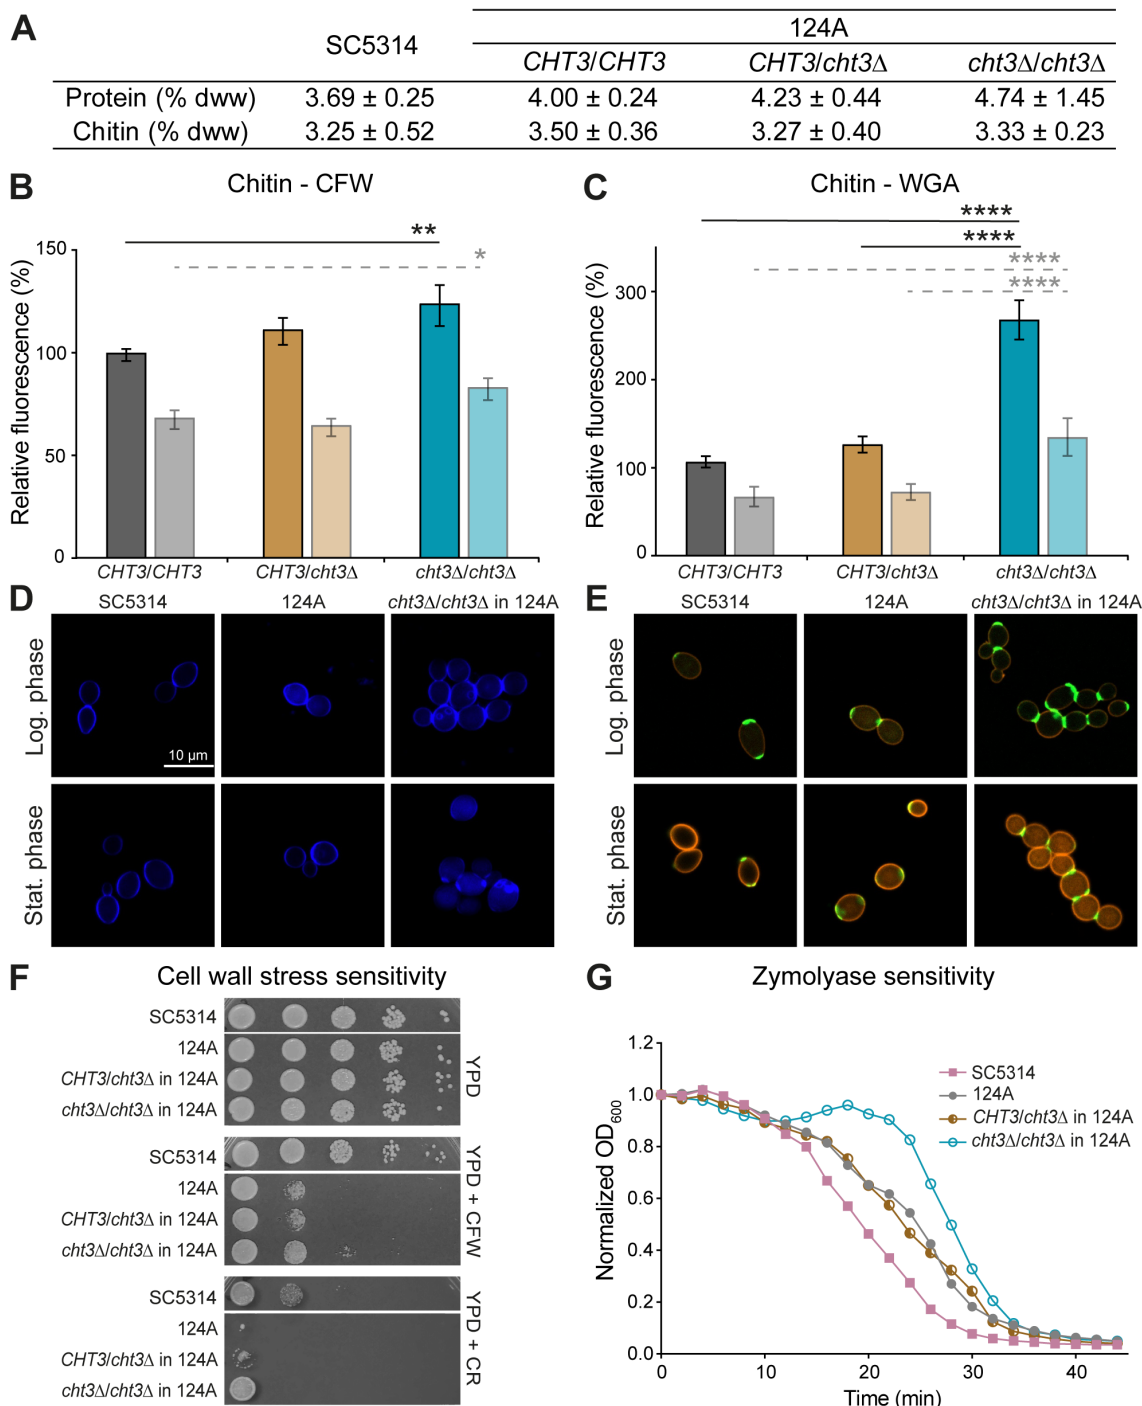 A
SC5314
124A
CHT3/CHT3 CHT3/cht3Δ cht3Δ/cht3Δ
Protein (% dww) 3.69 ± 0.25 4.00 ± 0.24 4.23 ± 0.44 4.74 ± 1.45
Chitin (% dww) 3.25 ± 0.52 3.50 ± 0.36 3.27 ± 0.40 3.33 ± 0.23
B
Chitin - CFW
Relative fluorescence (%)
150
100
50
0
**
*
CHT3/CHT3 CHT3/cht3Δ cht3Δ/cht3Δ
C
Chitin - WGA
Relative fluorescence (%)
300
200
100
0
****
****
****
****
CHT3/CHT3 CHT3/cht3Δ cht3Δ/cht3Δ
D
SC5314 124A cht3Δ/cht3Δ in 124A
Log. phase
10 µm
Stat. phase
E
SC5314 124A cht3Δ/cht3Δ in 124A
Log. phase
Stat. phase
F
Cell wall stress sensitivity
SC5314
124A
CHT3/cht3Δ in 124A
cht3Δ/cht3Δ in 124A
YPD
SC5314
124A
CHT3/cht3Δ in 124A
cht3Δ/cht3Δ in 124A
YPD + CFW
SC5314
124A
CHT3/cht3Δ in 124A
cht3Δ/cht3Δ in 124A
YPD + CR
G
Zymolyase sensitivity
Normalized OD600
1.2
1.0
0.8
0.6
0.4
0.2
0.0
SC5314
124A
CHT3/cht3Δ in 124A
cht3Δ/cht3Δ in 124A
0 10 20 30 40
Time (min)